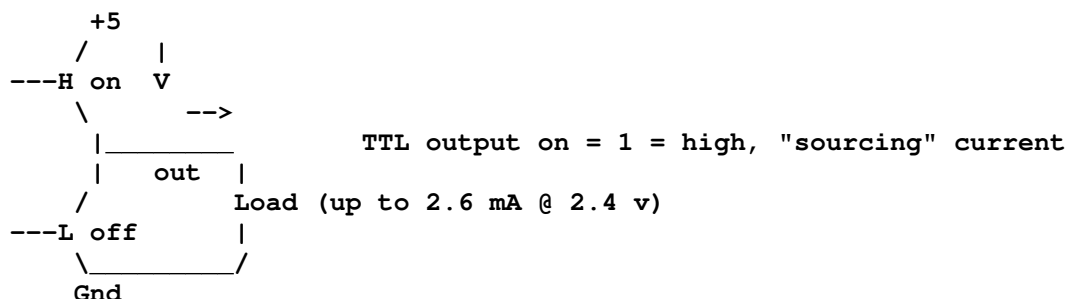 +5
/ |
---H on V
\ -->
|_________ TTL output on = 1 = high, "sourcing" current
| out |
/ Load (up to 2.6 mA @ 2.4 v)
---L off |
\__________/
Gnd